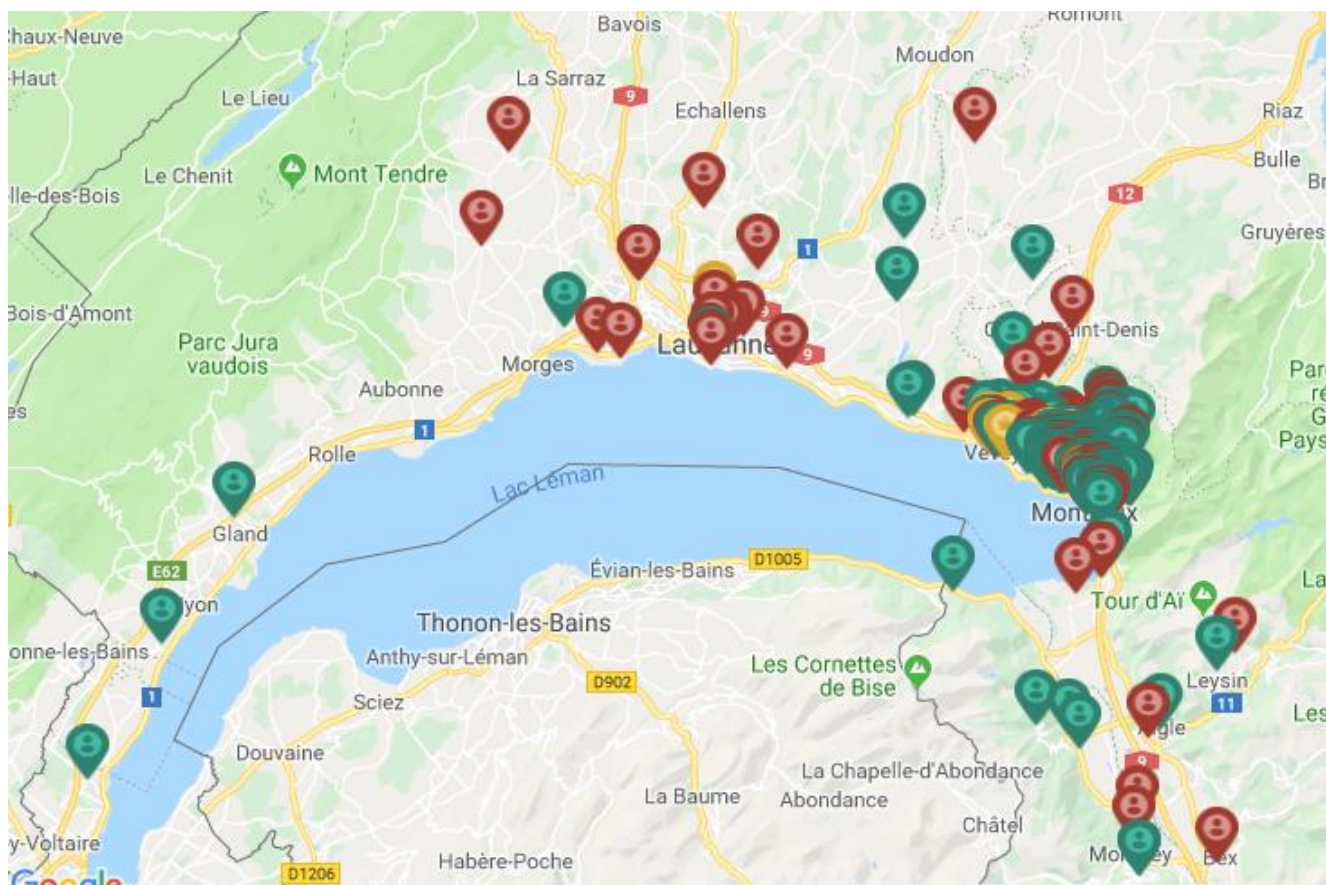 Romont
Bavois
Chaux-Neuve
Moudon
-Haut
La Sarraz
Le Lieu
9
Echallens
Riaz
Bulle
Mont Tendre
Le Chenit
12
elle-des-Bois
Gruyères
1
Bois-d'Amont
9
Saint-Denis
Parc Jura
vaudois
Morges
9
Aubonne
1
Rolle
Lac Léman
Gland
D1005
E62
Évian-les-Bains
yon
Tour d'Aï
Thonon-les-Bains
onne-les-Bains
Anthy-sur-Léman
Les Cornettes
de Bise
Leysin
D902
1
Sciez
11
Les
Douvaine
9
La Chapelle-d'Abondance
La Baume
Abondance
Châtel
y-Voltaire
Habère-Poche
Bex
D1206
Google